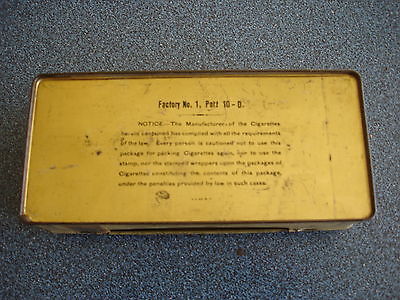 Factory No. 1, Port 10-D.
NOTICE.—The Manufacturer of the Cigarettes
herein contained has complied with all the requirements
of the law. Every person is cautioned not to use this
package for packing Cigarettes again, nor to use the
stamp, nor the stamped wrappers upon the packages of
Cigarettes constituting the contents of this package,
under the penalties provided by law in such cases.